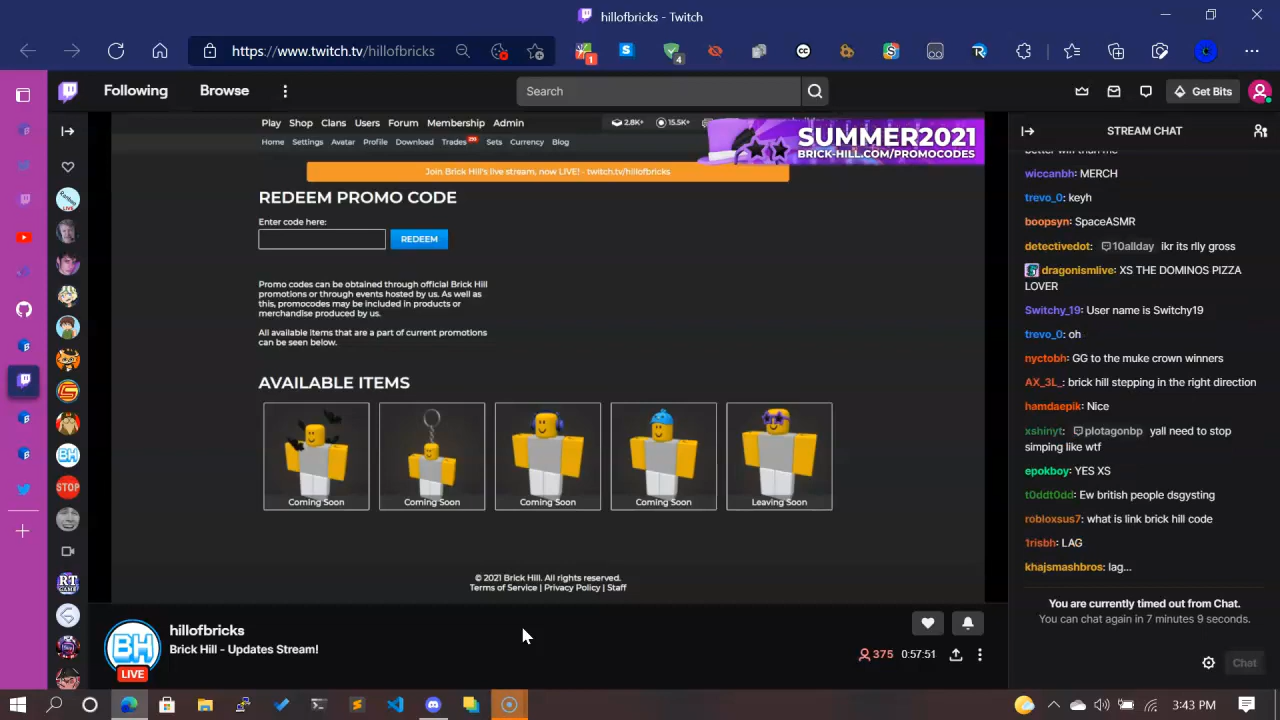 hillofbricks - Twitch
https://www.twitch.tv/hillofbricks
1
4
Following
Browse
Search
Get Bits
Play Shop Clans Users Forum Membership Admin
2.8K+ 15.5K+
Home Settings Avatar Profile Download Trades Sets Currency Blog
SUMMER2021
BRICK-HILL.COM/PROMOCODES
Join Brick Hill's live stream, now LIVE! - twitch.tv/hillofbricks
REDEEM PROMO CODE
Enter code here:
REDEEM
Promo codes can be obtained through official Brick Hill
promotions or through events hosted by us. As well as
this, promocodes may be included in products or
merchandise produced by us.
All available items that are a part of current promotions
can be seen below.
AVAILABLE ITEMS
Coming Soon
Coming Soon
Coming Soon
Coming Soon
Leaving Soon
© 2021 Brick Hill. All rights reserved.
Terms of Service | Privacy Policy | Staff
BH
LIVE
hillofbricks
Brick Hill - Updates Stream!
375
0:57:51
STREAM CHAT
wiccanbh: MERCH
trevo_0: keyh
boopsyn: SpaceASMR
detectivedot: 10allday ikr its rlly gross
dragonismlive: XS THE DOMINOS PIZZA
LOVER
Switchy_19: User name is Switchy19
trevo_0: oh
nyctobh: GG to the muke crown winners
AX_3L_: brick hill stepping in the right direction
hamdaepik: Nice
xshinyt: plotagonbp yall need to stop
simping like wtf
epokboy: YES XS
t0ddt0dd: Ew british people dsgyasing
robloxsus7: what is link brick hill code
1risbh: LAG
khajsmashbros: lag...
You are currently timed out from Chat.
You can chat again in 7 minutes 9 seconds.
Chat
BH
STOP
RT
3:43 PM